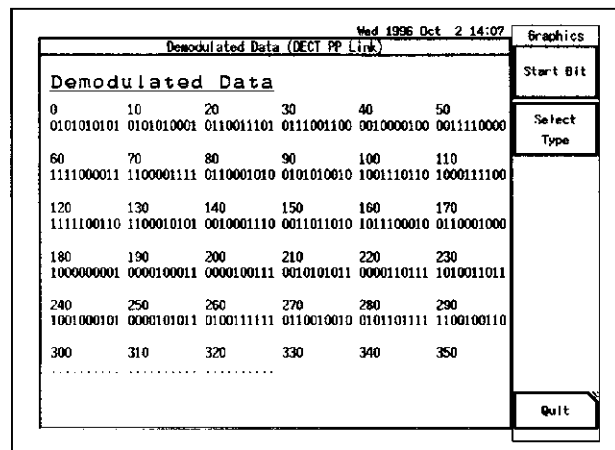 Wed 1996 Oct 2 14:07
Demodulated Data (DECT PP Link)
Demodulated Data
0 10 20 30 40 50
0101010101 0101010001 0110011101 0111001100 0010000100 0011110000
60 70 80 90 100 110
1111000011 1100001111 0110001010 0101010010 1001110110 1000111100
120 130 140 150 160 170
1111100110 1100010101 0010001110 0011011010 1011100010 0110001000
180 190 200 210 220 230
1000000001 0000100011 0000100111 0010101011 0000110111 1010011011
240 250 260 270 280 290
1001000101 0000101011 0100111111 0110010010 0101101111 1100100110
300 310 320 330 340 350
.......... .......... ..........
Graphics
Start Bit
Select
Type
Quit